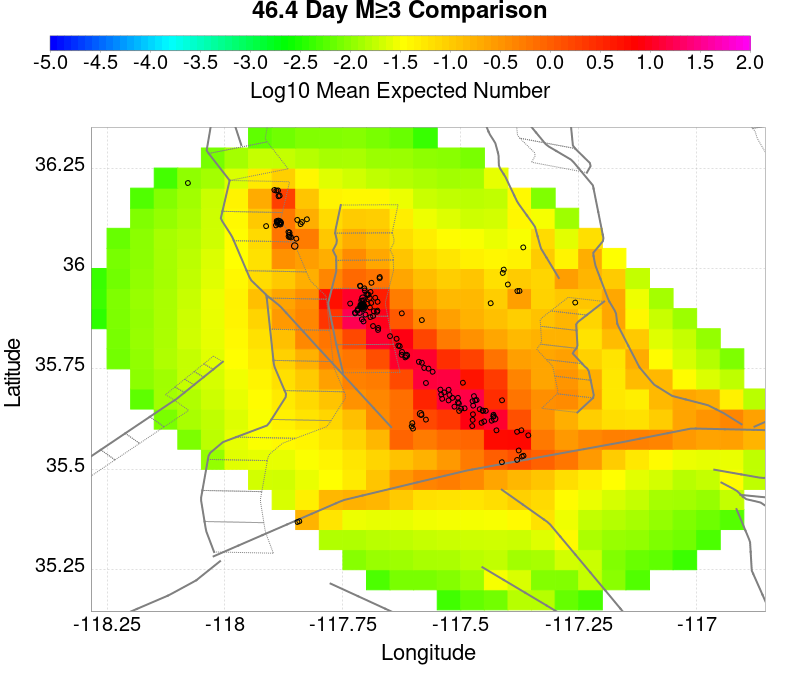 46.4 Day M≥3 Comparison
-5.0 -4.5 -4.0 -3.5 -3.0 -2.5 -2.0 -1.5 -1.0 -0.5 0.0 0.5 1.0 1.5 2.0
Log10 Mean Expected Number
36.25
36
35.75
35.5
35.25
Latitude
-118.25 -118 -117.75 -117.5 -117.25 -117
Longitude